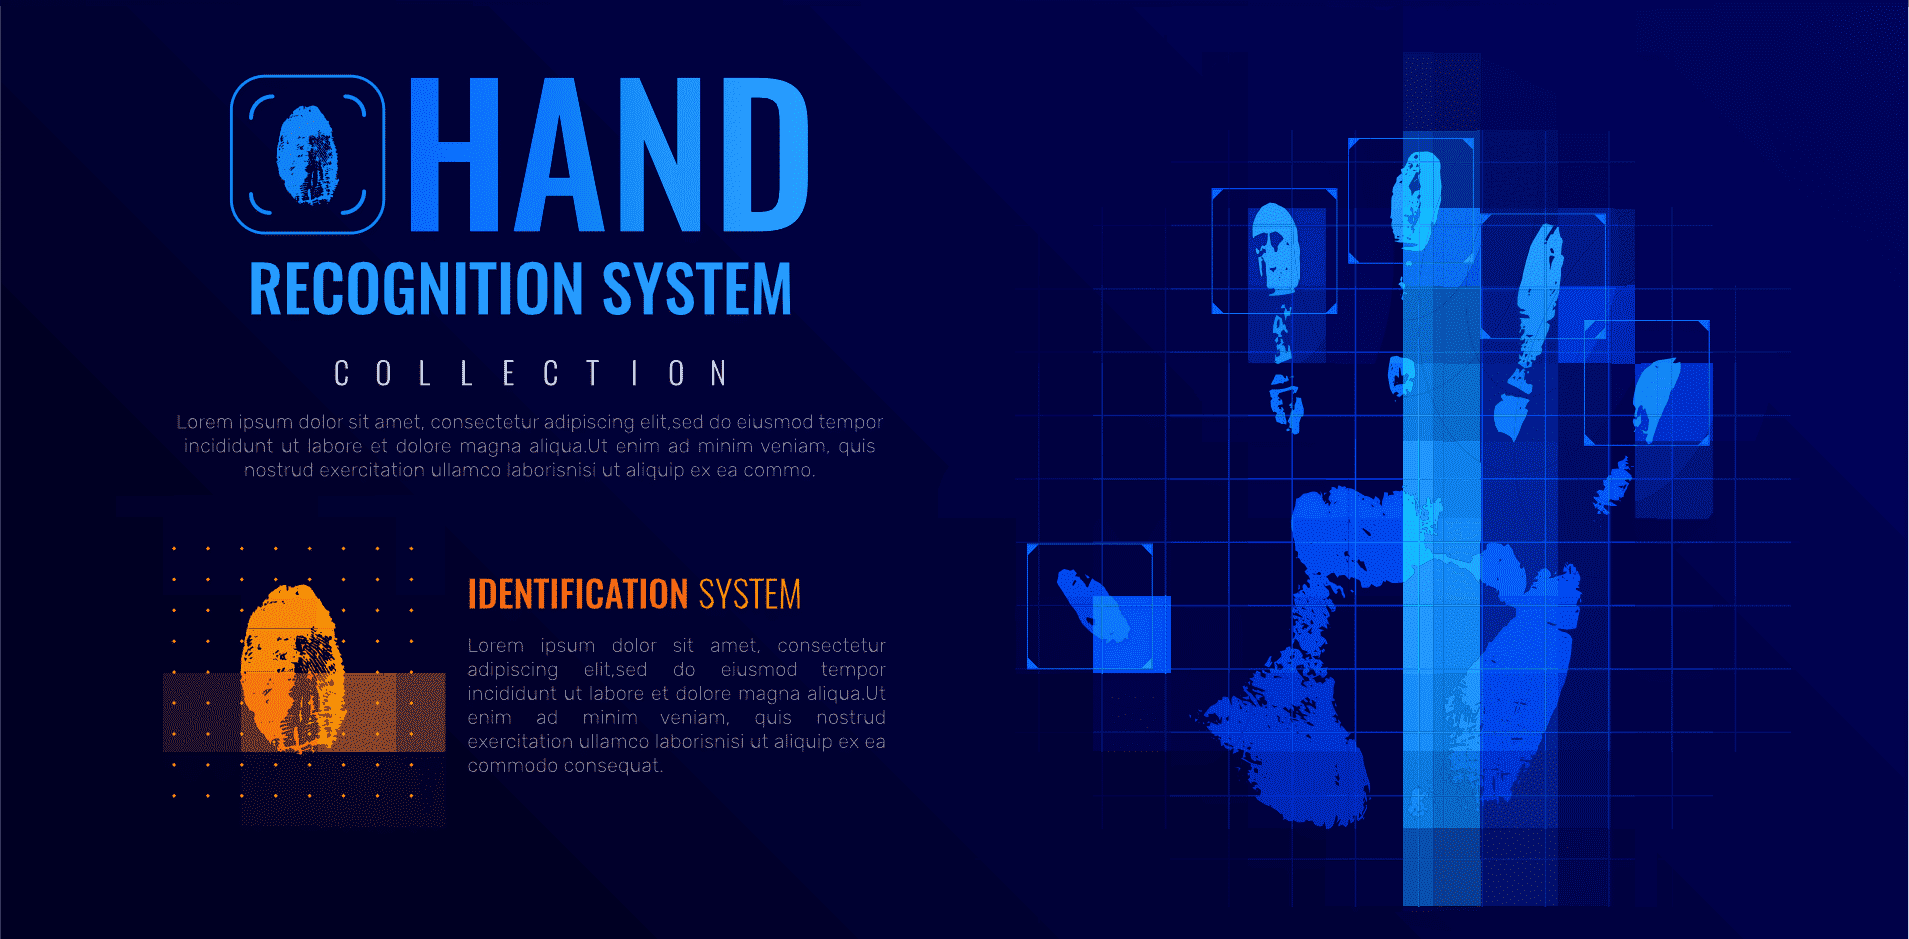 HAND
RECOGNITION SYSTEM
COLLECTION
Lorem ipsum dolor sit amet, consectetur adipiscing elit,sed do eiusmod tempor
incididunt ut labore et dolore magna aliqua.Ut enim ad minim veniam, quis
nostrud exercitation ullamco laborisnisi ut aliquip ex ea commo.
IDENTIFICATION SYSTEM
Lorem ipsum dolor sit amet, consectetur
adipiscing elit,sed do eiusmod tempor
incididunt ut labore et dolore magna aliqua.Ut
enim ad minim veniam, quis nostrud
exercitation ullamco laborisnisi ut aliquip ex ea
commodo consequat.